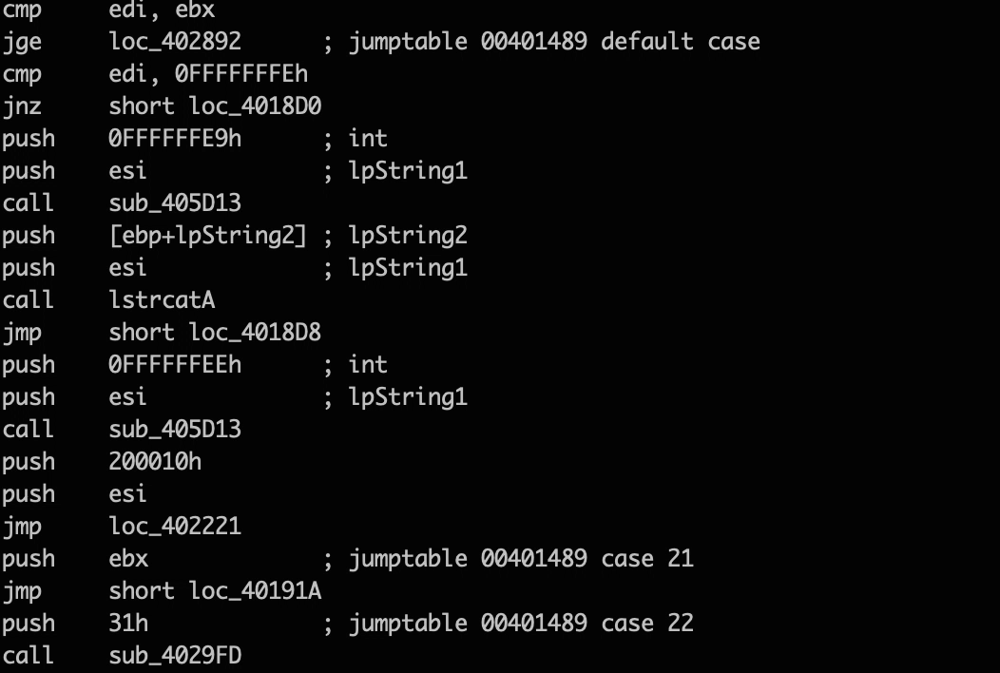 cmp     edi, ebx
jge     loc_402892      ; jumptable 00401489 default case
cmp     edi, 0FFFFFFFEh
jnz     short loc_4018D0
push    0FFFFFFE9h      ; int
push    esi             ; lpString1
call    sub_405D13
push    [ebp+lpString2] ; lpString2
push    esi             ; lpString1
call    lstrcatA
jmp     short loc_4018D8
push    0FFFFFFEEh      ; int
push    esi             ; lpString1
call    sub_405D13
push    200010h
push    esi
jmp     loc_402221
push    ebx             ; jumptable 00401489 case 21
jmp     short loc_40191A
push    31h             ; jumptable 00401489 case 22
call    sub_4029FD